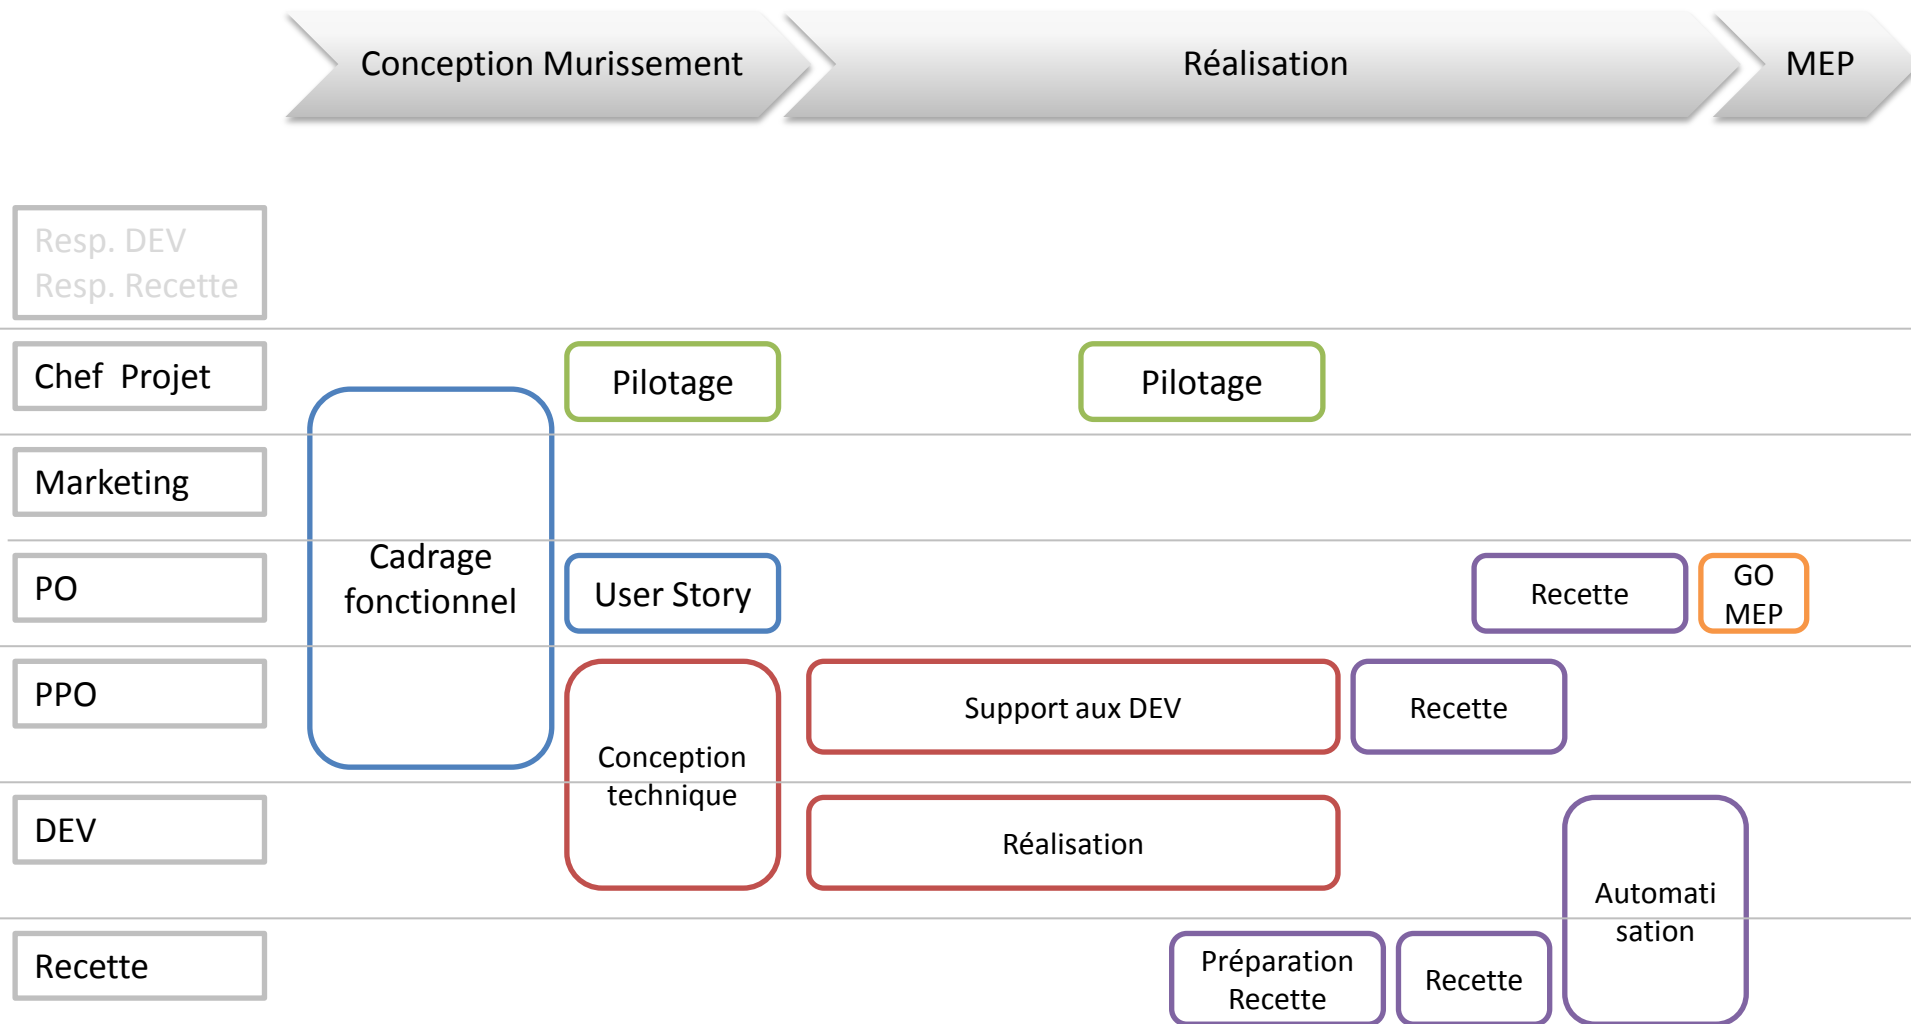 Conception Murissement
Réalisation
MEP
Resp. DEV
Resp. Recette
Chef  Projet
Pilotage
Pilotage
Marketing
Cadrage
fonctionnel
PO
User Story
Recette
GO
MEP
PPO
Conception
technique
Support aux DEV
Recette
DEV
Réalisation
Automati
sation
Recette
Préparation
Recette
Recette